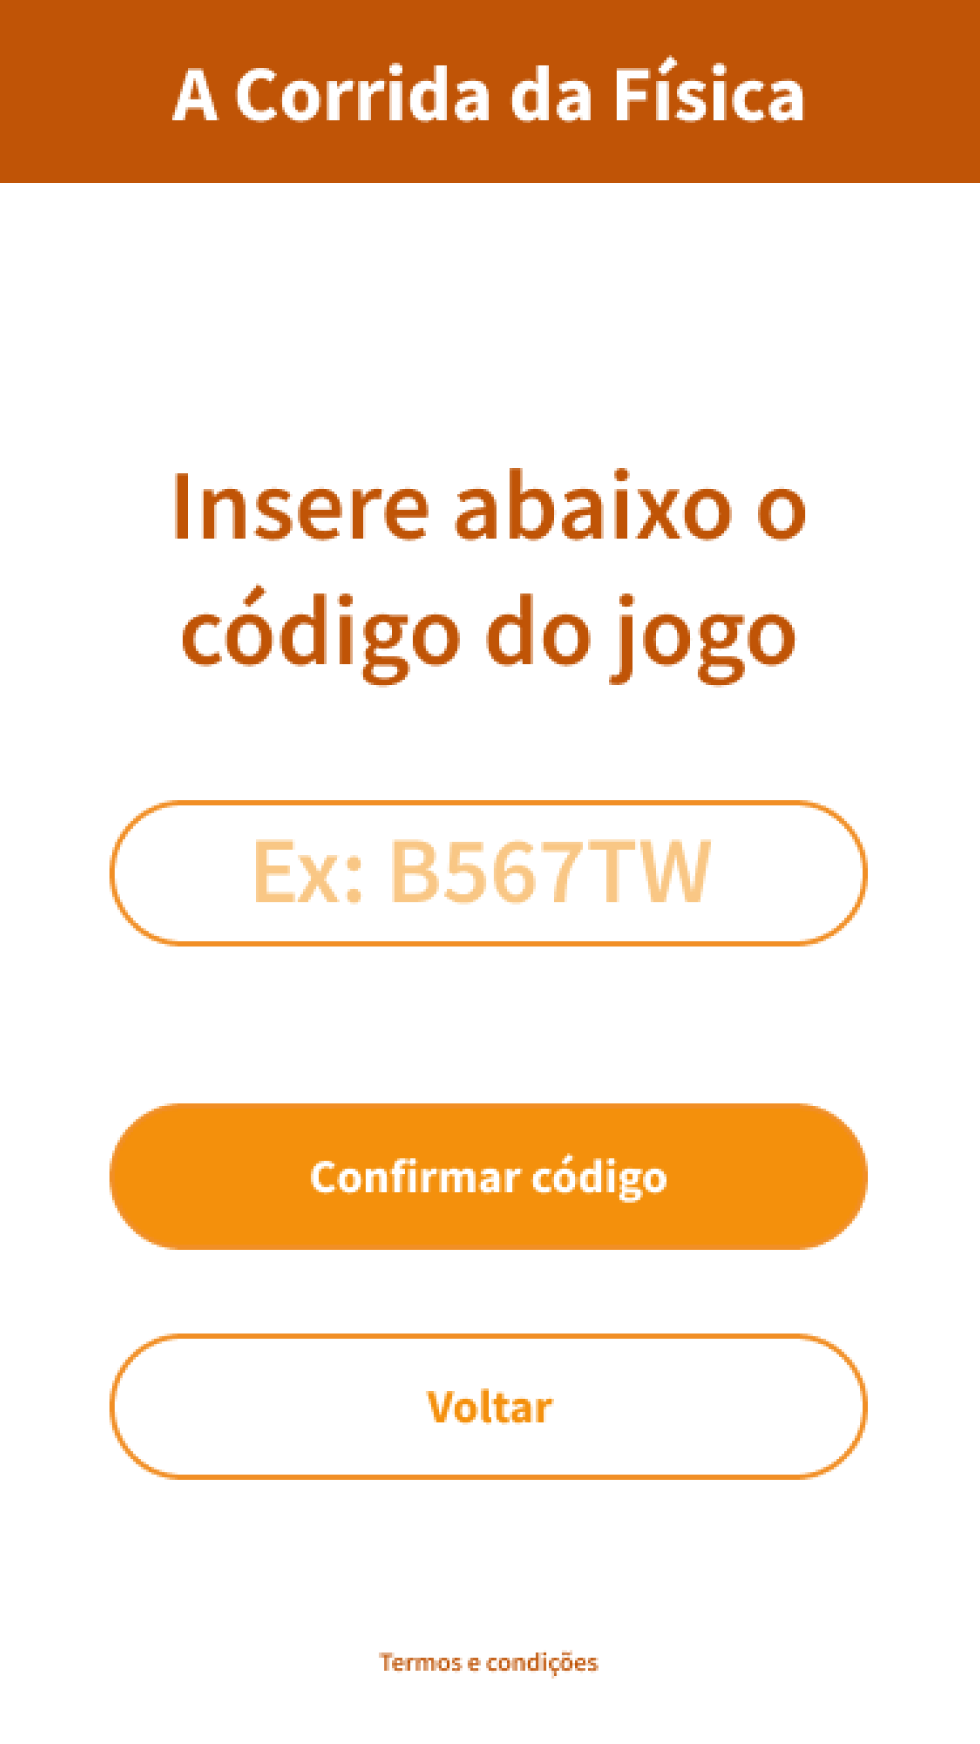 A Corrida da Física
Insere abaixo o
código do jogo
Ex: B567TW
Confirmar código
Voltar
Termos e condições